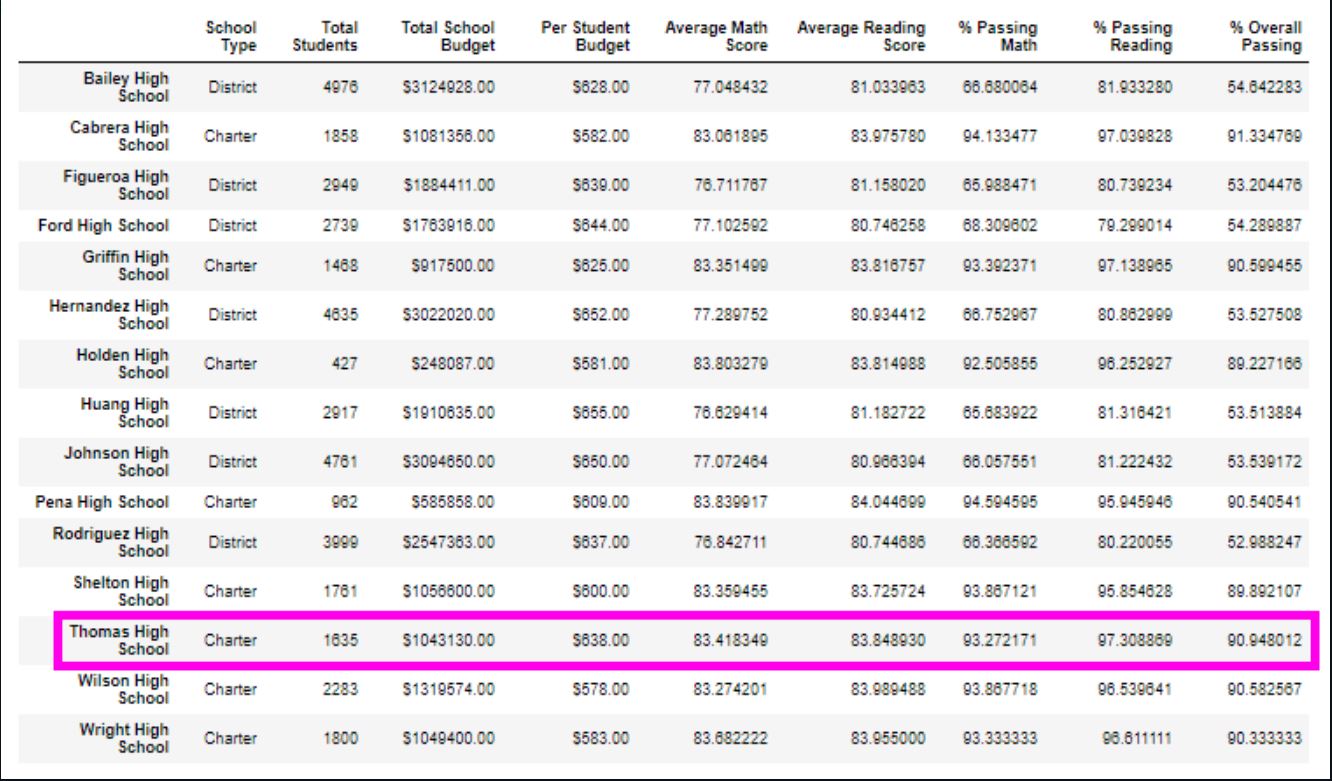 School Type Total Students Total School Budget Per Student Budget Average Math Score Average Reading Score % Passing Math % Passing Reading % Overall Passing
Bailey High School District 4976 $3124928.00 $628.00 77.048432 81.033963 66.680064 81.933280 54.642283
Cabrera High School Charter 1858 $1081356.00 $582.00 83.061895 83.975780 94.133477 97.039828 91.334769
Figueroa High School District 2949 $1884411.00 $639.00 76.711767 81.158020 65.988471 80.739234 53.204476
Ford High School District 2739 $1763916.00 $644.00 77.102592 80.746258 68.309602 79.299014 54.289887
Griffin High School Charter 1468 $917500.00 $625.00 83.351499 83.816757 93.392371 97.138965 90.599455
Hernandez High School District 4635 $3022020.00 $652.00 77.289752 80.934412 66.752967 80.862999 53.527508
Holden High School Charter 427 $248087.00 $581.00 83.803279 83.814988 92.505855 96.252927 89.227166
Huang High School District 2917 $1910635.00 $655.00 76.629414 81.182722 65.683922 81.316421 53.513884
Johnson High School District 4761 $3094650.00 $650.00 77.072464 80.966394 66.057551 81.222432 53.539172
Pena High School Charter 962 $585858.00 $609.00 83.839917 84.044699 94.594595 95.945946 90.540541
Rodriguez High School District 3999 $2547363.00 $637.00 76.842711 80.744686 66.366592 80.220055 52.988247
Shelton High School Charter 1761 $1056600.00 $600.00 83.359455 83.725724 93.867121 95.854628 89.892107
Thomas High School Charter 1635 $1043130.00 $638.00 83.418349 83.848930 93.272171 97.308869 90.948012
Wilson High School Charter 2283 $1319574.00 $578.00 83.274201 83.989488 93.867718 96.539641 90.582567
Wright High School Charter 1800 $1049400.00 $583.00 83.682222 83.955000 93.333333 96.611111 90.333333